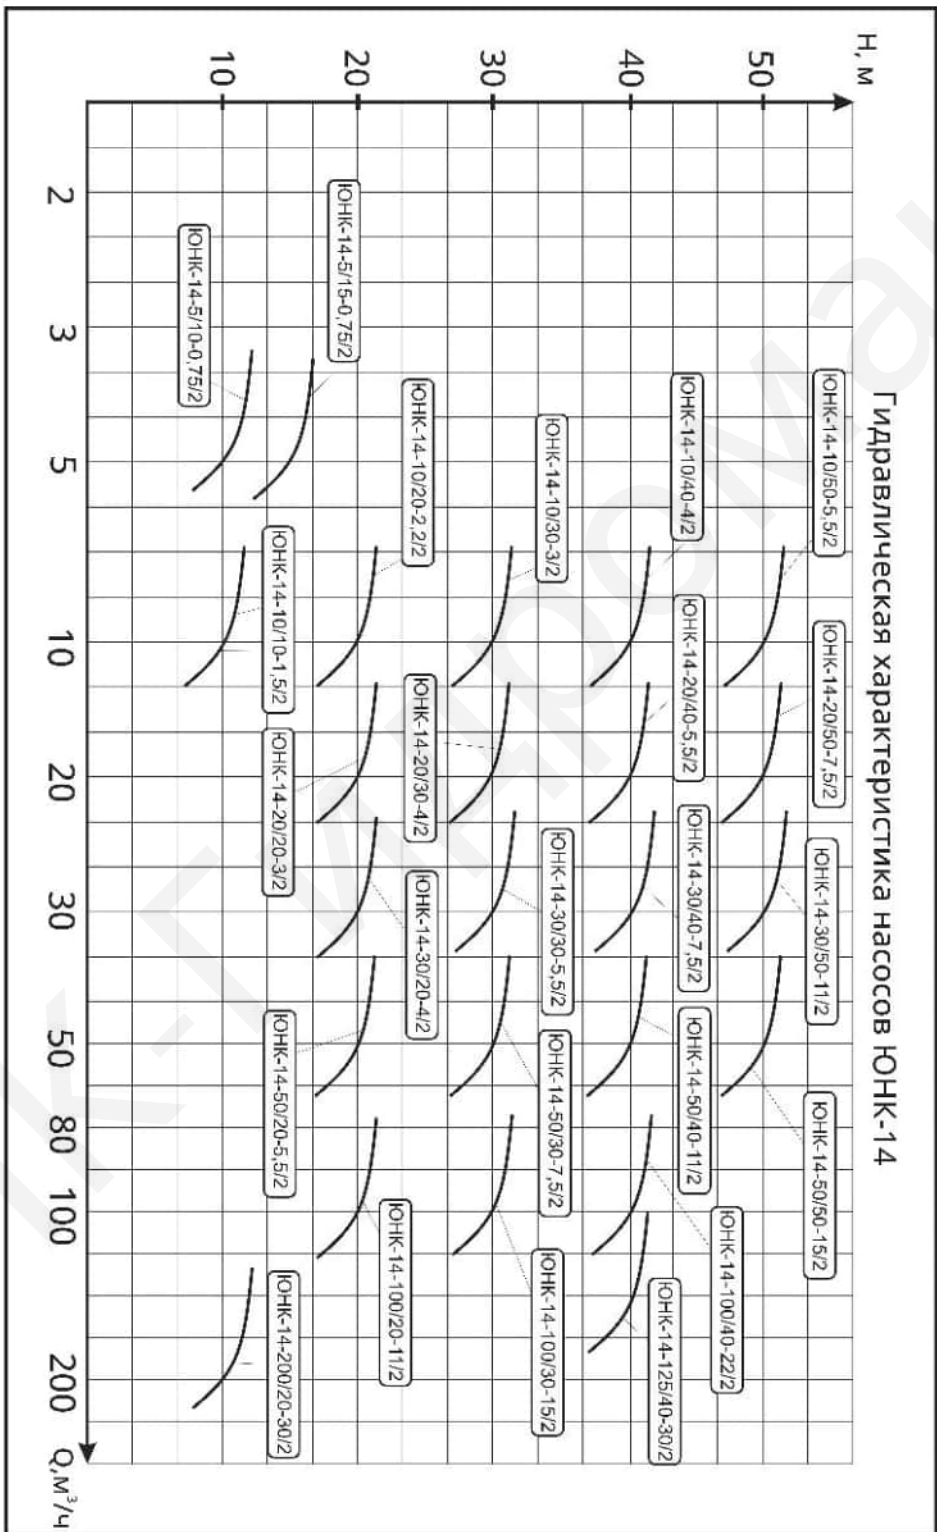 Гидравлическая характеристика насосов ЮНК-14
Н, м
50
40
30
20
10
ЮНК-14-10/50-5,5/2
ЮНК-14-20/50-7,5/2
ЮНК-14-30/50-11/2
ЮНК-14-50/50-15/2
ЮНК-14-10/40-4/2
ЮНК-14-20/40-5,5/2
ЮНК-14-30/40-7,5/2
ЮНК-14-50/40-11/2
ЮНК-14-100/40-22/2
ЮНК-14-125/40-30/2
ЮНК-14-10/30-3/2
ЮНК-14-30/30-5,5/2
ЮНК-14-50/30-7,5/2
ЮНК-14-100/30-15/2
ЮНК-14-10/20-2,2/2
ЮНК-14-20/30-4/2
ЮНК-14-30/20-4/2
ЮНК-14-100/20-11/2
ЮНК-14-5/15-0,75/2
ЮНК-14-10/10-1,5/2
ЮНК-14-20/20-3/2
ЮНК-14-50/20-5,5/2
ЮНК-14-200/20-30/2
ЮНК-14-5/10-0,75/2
2
3
5
10
20
30
50
80
100
200
Q,м³/ч